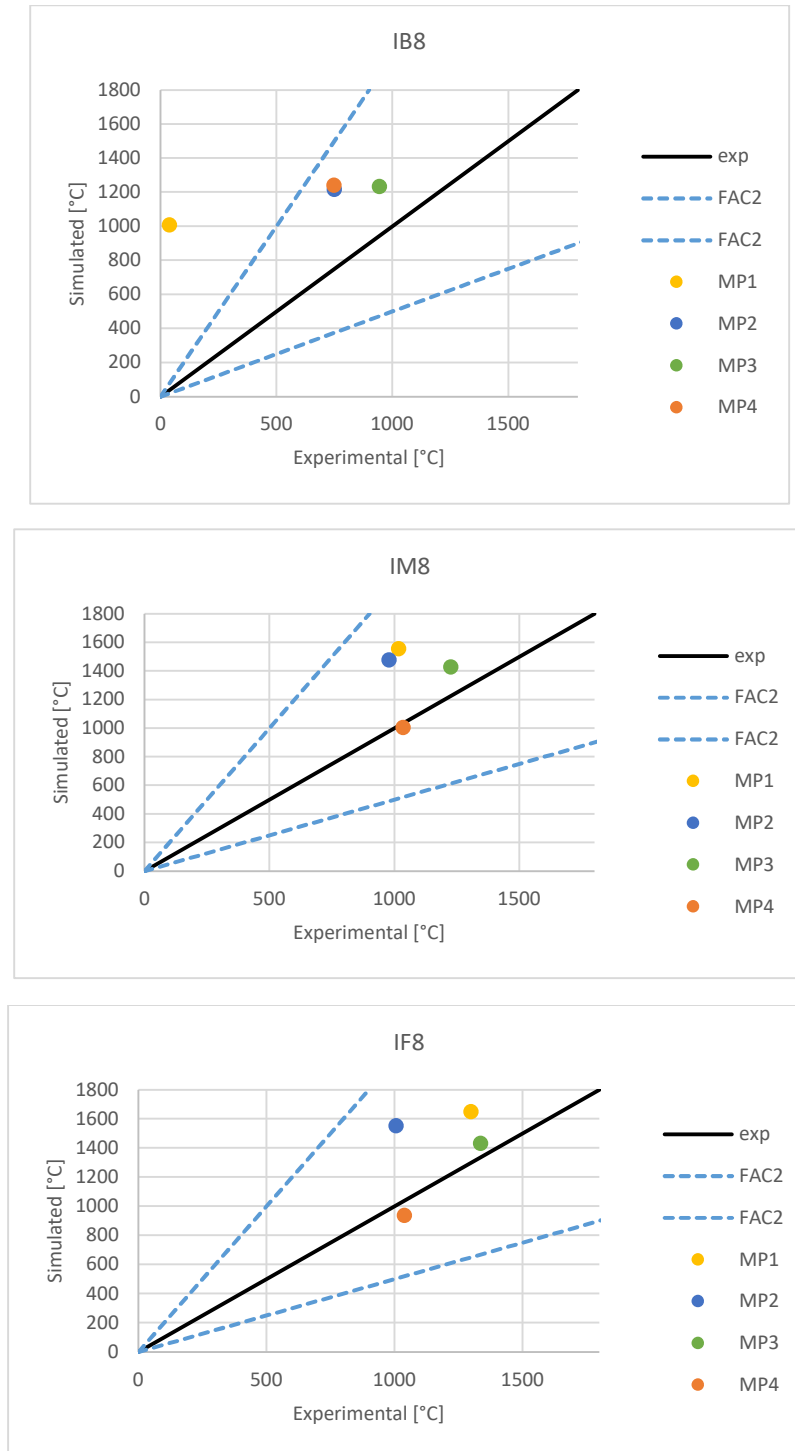 IB8
1800
1600
1400
1200
1000
800
600
400
200
0
Simulated [°C]
0 500 1000 1500
Experimental [°C]
exp
FAC2
FAC2
MP1
MP2
MP3
MP4
IM8
1800
1600
1400
1200
1000
800
600
400
200
0
Simulated [°C]
0 500 1000 1500
Experimental [°C]
exp
FAC2
FAC2
MP1
MP2
MP3
MP4
IF8
1800
1600
1400
1200
1000
800
600
400
200
0
Simulated [°C]
0 500 1000 1500
Experimental [°C]
exp
FAC2
FAC2
MP1
MP2
MP3
MP4